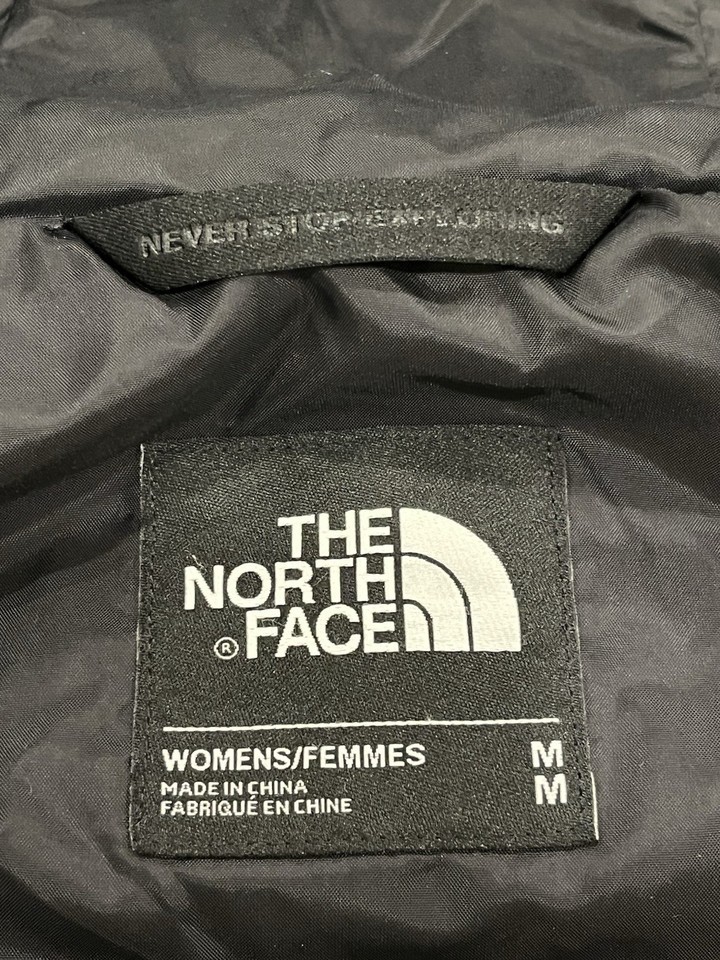 NEVER STOP EXPLORING
THE
NORTH
® FACE
WOMENS/FEMMES M
MADE IN CHINA M
FABRIQUÉ EN CHINE